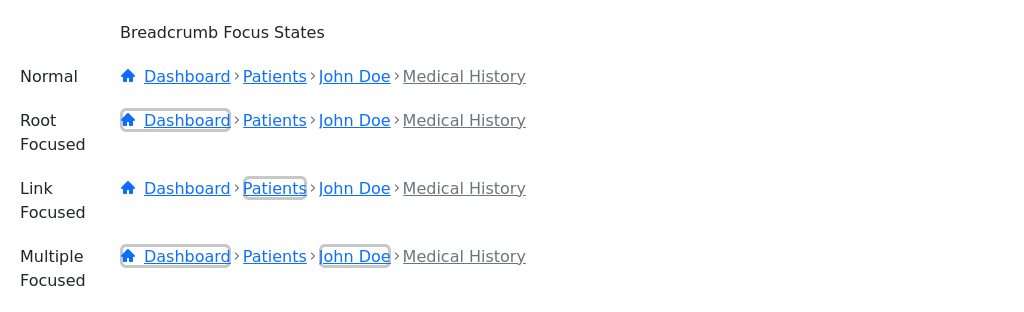 Breadcrumb Focus States
Normal Dashboard › Patients › John Doe › Medical History
Root Focused Dashboard › Patients › John Doe › Medical History
Link Focused Dashboard › Patients › John Doe › Medical History
Multiple Focused Dashboard › Patients › John Doe › Medical History